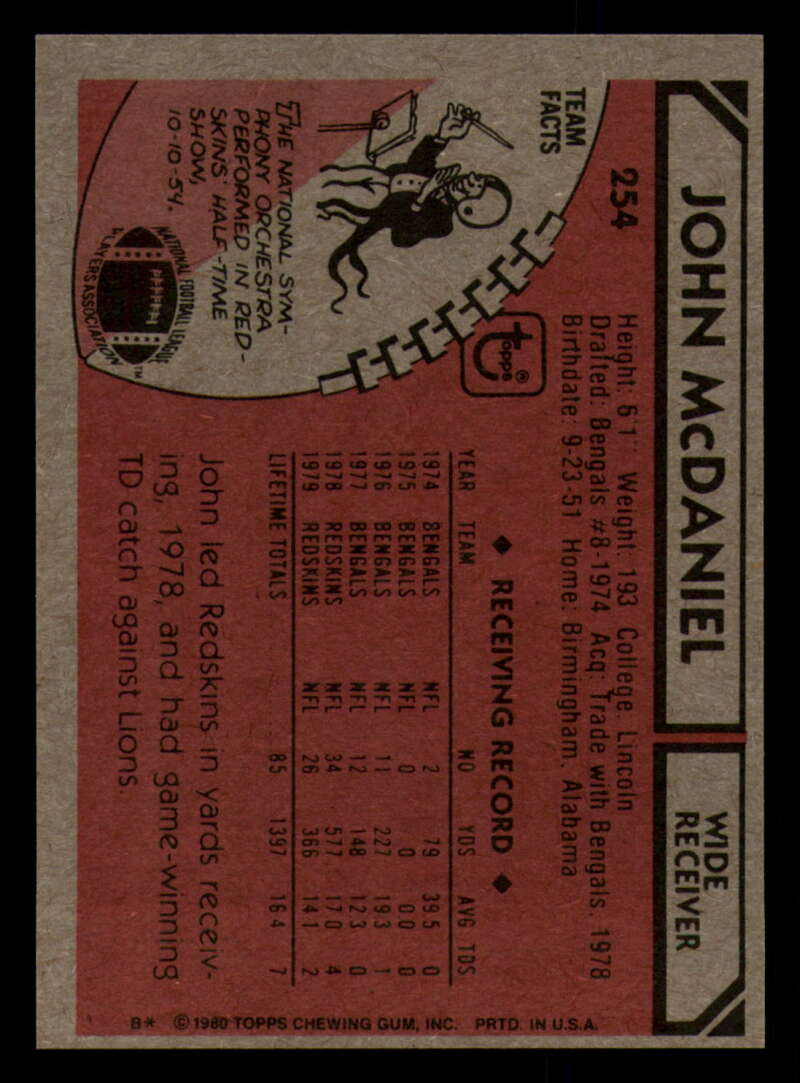 JOHN McDANIEL
WIDE
RECEIVER
254
Height: 6'1" Weight: 193 College: Lincoln
Drafted: Bengals #8-1974 Acq: Trade with Bengals, 1978
Birthdate: 9-23-51 Home: Birmingham, Alabama
TEAM
FACTS
THE NATIONAL SYM-
PHONY ORCHESTRA
PERFORMED IN RED-
SKINS' HALF-TIME
SHOW,
10-10-54.
NATIONAL FOOTBALL LEAGUE
PLAYERS ASSOCIATION™
topps®
◆ RECEIVING RECORD ◆
YEAR TEAM NO YDS AVG TDS
1974 BENGALS NFL 2 79 39.5 0
1975 BENGALS NFL 0 0 0.0 0
1976 BENGALS NFL 11 227 19.3 1
1977 BENGALS NFL 12 148 12.3 0
1978 REDSKINS NFL 34 577 17.0 4
1979 REDSKINS NFL 26 366 14.1 2
LIFETIME TOTALS 85 1397 16.4 7
John led Redskins in yards receiv-
ing, 1978, and had game-winning
TD catch against Lions.
B* © 1980 TOPPS CHEWING GUM, INC. PRTD. IN U.S.A.